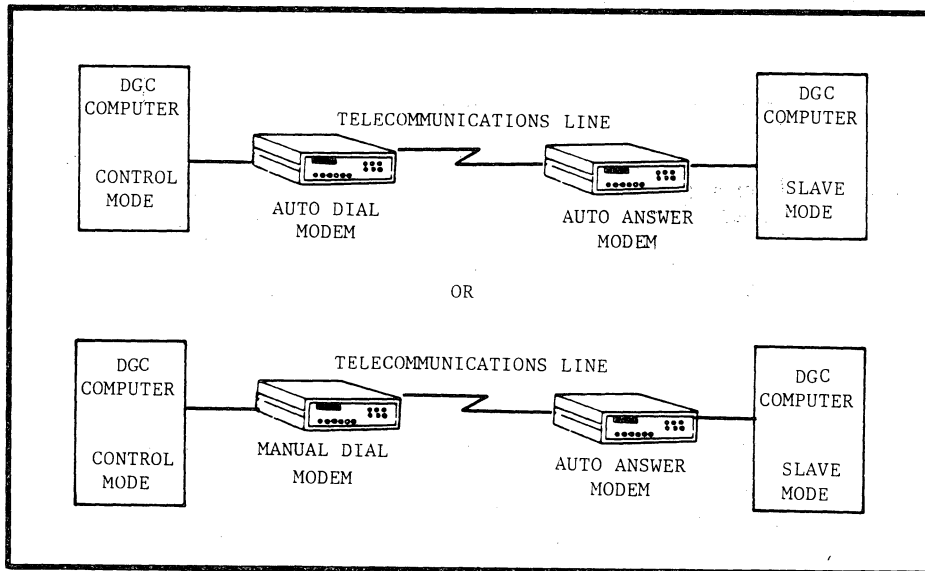 DGC
COMPUTER
CONTROL
MODE
TELECOMMUNICATIONS LINE
AUTO DIAL
MODEM
AUTO ANSWER
MODEM
DGC
COMPUTER
SLAVE
MODE
OR
DGC
COMPUTER
CONTROL
MODE
TELECOMMUNICATIONS LINE
MANUAL DIAL
MODEM
AUTO ANSWER
MODEM
DGC
COMPUTER
SLAVE
MODE